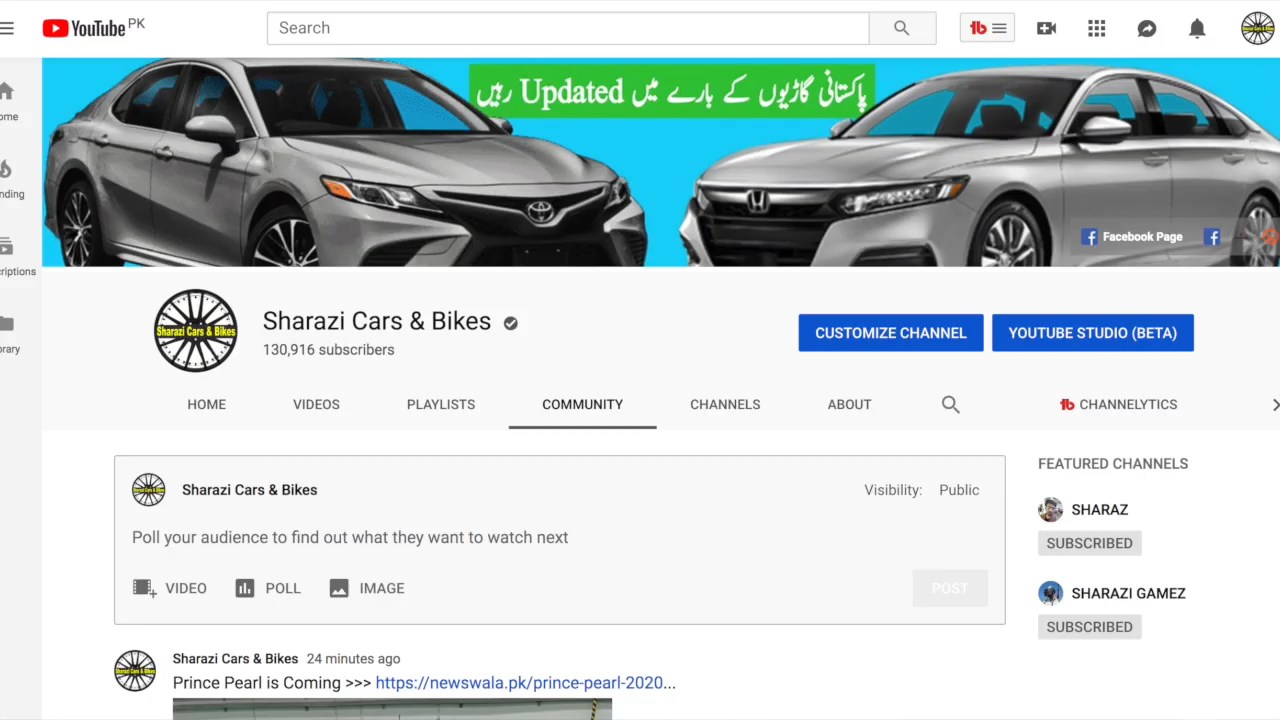 YouTube PK
Search
پاکستانی گاڑیوں کے بارے میں Updated رہیں
ome
nding
criptions
brary
Facebook Page
Sharazi Cars & Bikes
Sharazi Cars & Bikes
130,916 subscribers
CUSTOMIZE CHANNEL
YOUTUBE STUDIO (BETA)
HOME VIDEOS PLAYLISTS COMMUNITY CHANNELS ABOUT CHANNELYTICS
FEATURED CHANNELS
Sharazi Cars & Bikes
Visibility: Public
SHARAZ
SUBSCRIBED
Poll your audience to find out what they want to watch next
VIDEO POLL IMAGE
POST
SHARAZI GAMEZ
SUBSCRIBED
Sharazi Cars & Bikes 24 minutes ago
Prince Pearl is Coming >>> https://newswala.pk/prince-pearl-2020...